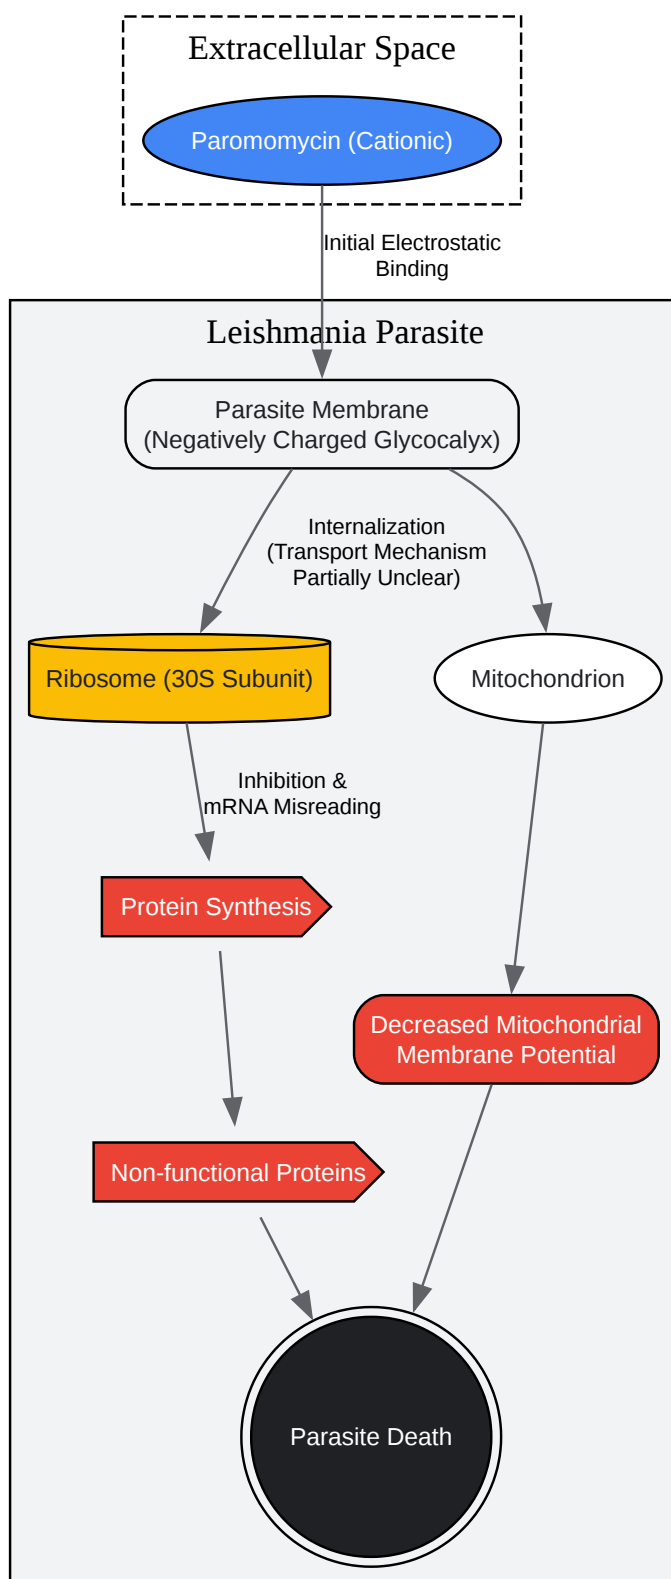 Extracellular Space
Paromomycin (Cationic)
Initial Electrostatic
Binding
Leishmania Parasite
Parasite Membrane
(Negatively Charged Glycocalyx)
Internalization
(Transport Mechanism
Partially Unclear)
Ribosome (30S Subunit)
Mitochondrion
Inhibition &
mRNA Misreading
Protein Synthesis
Decreased Mitochondrial
Membrane Potential
Non-functional Proteins
Parasite Death